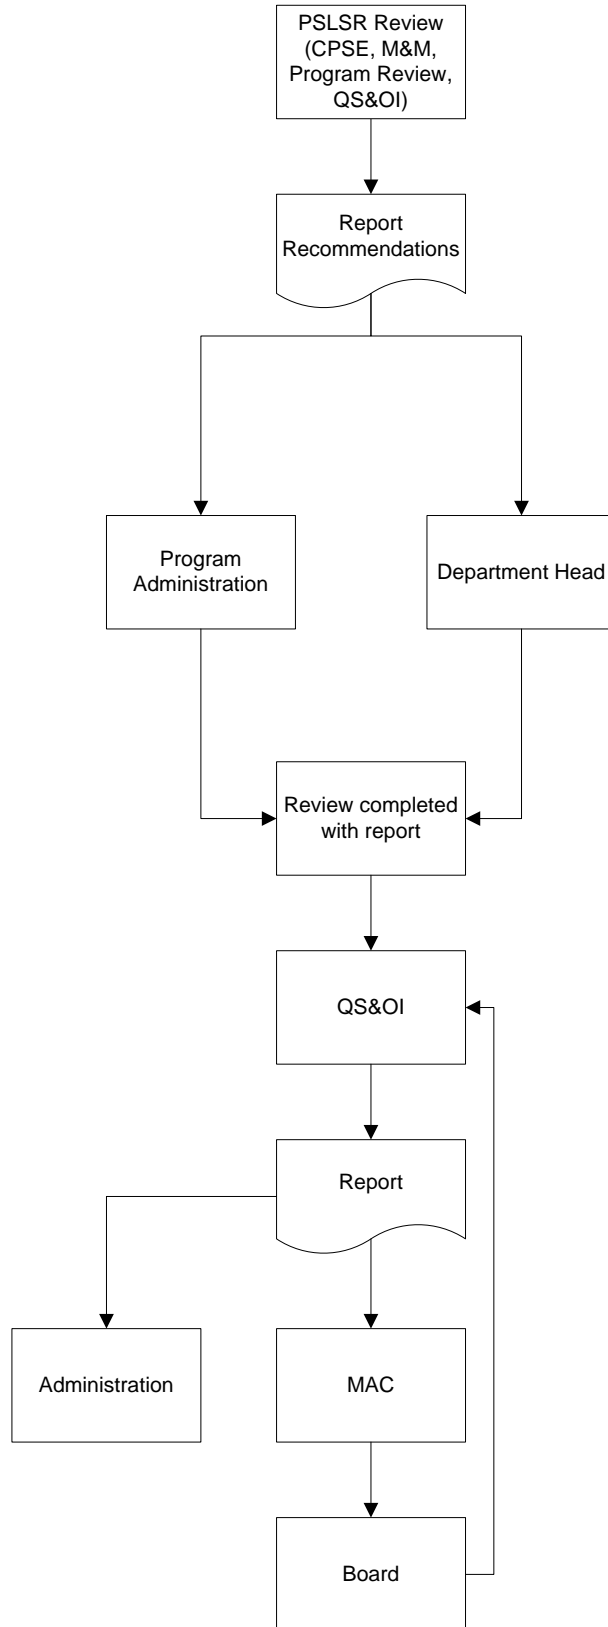 PSLSR Review
(CPSE, M&M,
Program Review,
QS&OI)
Report
Recommendations
Program
Administration
Department Head
Review completed
with report
QS&OI
Report
Administration
MAC
Board